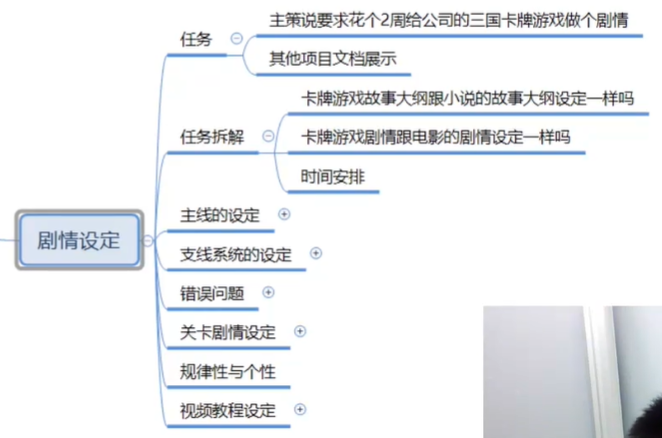 任务
主策说要求花个2周给公司的三国卡牌游戏做个剧情
其他项目文档展示
任务拆解
卡牌游戏故事大纲跟小说的故事大纲设定一样吗
卡牌游戏剧情跟电影的剧情设定一样吗
时间安排
剧情设定
主线的设定
支线系统的设定
错误问题
关卡剧情设定
规律性与个性
视频教程设定